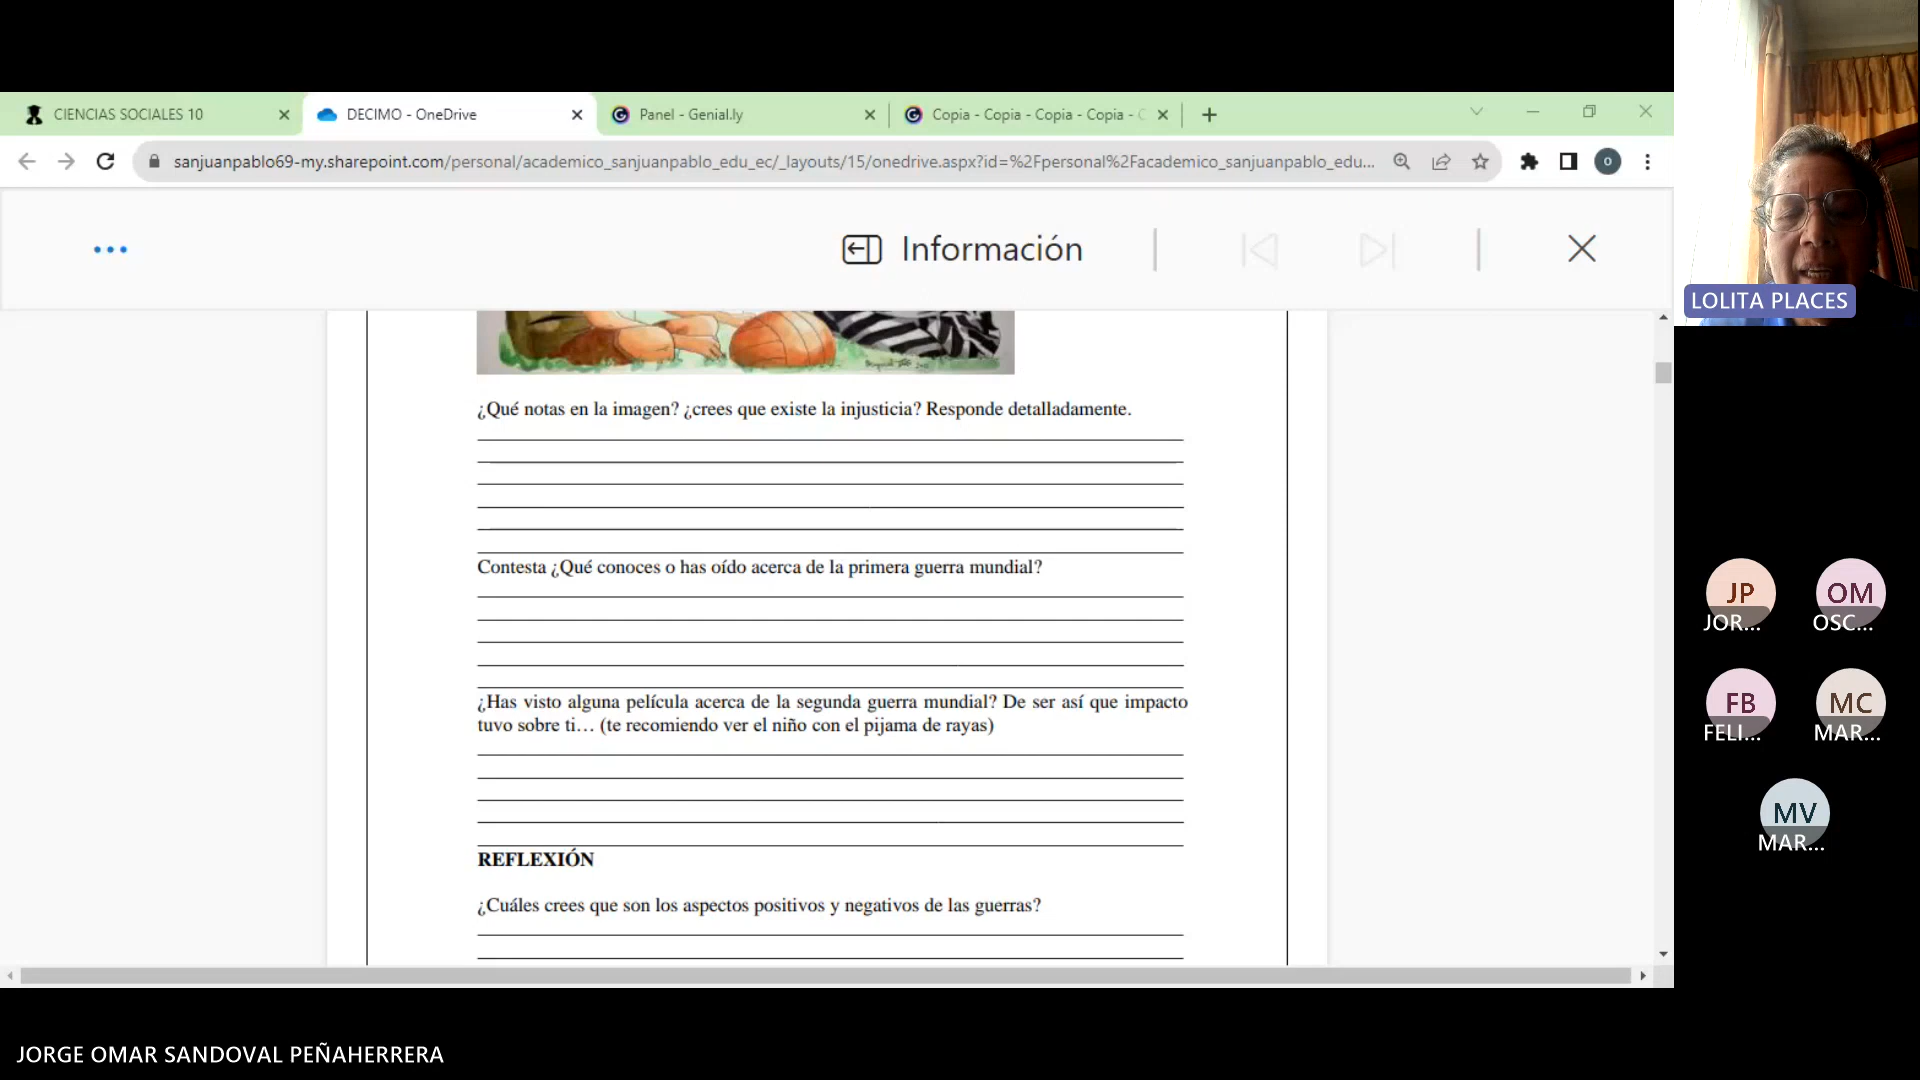 CIENCIAS SOCIALES 10
DECIMO - OneDrive
Panel - Genial.ly
Copia - Copia - Copia - Copia - C
sanjuanpablo69-my.sharepoint.com/personal/academico_sanjuanpablo_edu_ec/_layouts/15/onedrive.aspx?id=%2Fpersonal%2Facademico_sanjuanpablo_edu...
O
Información
LOLITA PLACES
¿Qué notas en la imagen? ¿crees que existe la injusticia? Responde detalladamente.
Contesta ¿Qué conoces o has oído acerca de la primera guerra mundial?
¿Has visto alguna película acerca de la segunda guerra mundial? De ser así que impacto
tuvo sobre ti… (te recomiendo ver el niño con el pijama de rayas)
REFLEXIÓN
¿Cuáles crees que son los aspectos positivos y negativos de las guerras?
JP
JOR...
OM
OSC...
FB
FELI...
MC
MAR...
MV
MAR...
JORGE OMAR SANDOVAL PEÑAHERRERA